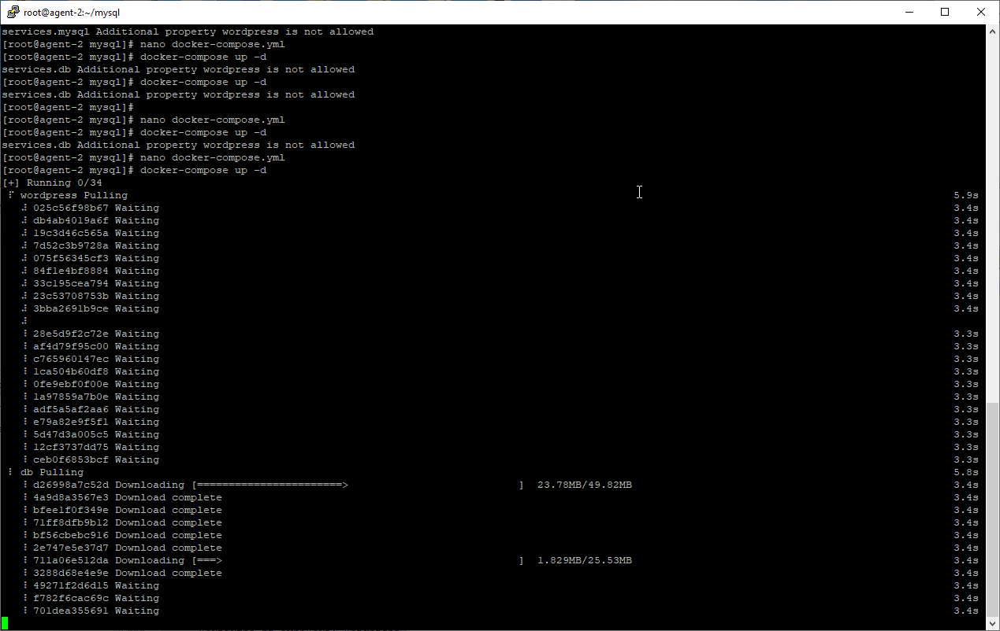 root@agent-2:~/mysql
services.mysql Additional property wordpress is not allowed
[root@agent-2 mysql]# nano docker-compose.yml
[root@agent-2 mysql]# docker-compose up -d
services.db Additional property wordpress is not allowed
[root@agent-2 mysql]# docker-compose up -d
services.db Additional property wordpress is not allowed
[root@agent-2 mysql]#
[root@agent-2 mysql]# nano docker-compose.yml
[root@agent-2 mysql]# docker-compose up -d
services.db Additional property wordpress is not allowed
[root@agent-2 mysql]# nano docker-compose.yml
[root@agent-2 mysql]# docker-compose up -d
[+] Running 0/34
⠏ wordpress Pulling 5.9s
⠼ 025c56f98b67 Waiting 3.4s
⠼ db4ab4019a6f Waiting 3.4s
⠼ 19c3d46c565a Waiting 3.4s
⠼ 7d52c3b9728a Waiting 3.4s
⠼ 075f56345cf3 Waiting 3.4s
⠼ 84f1e4bf8884 Waiting 3.4s
⠼ 33c195cea794 Waiting 3.4s
⠼ 23c53708753b Waiting 3.4s
⠼ 3bba2691b9ce Waiting 3.4s
⠼
⠸ 28e5d9f2c72e Waiting 3.3s
⠸ af4d79f95c00 Waiting 3.3s
⠸ c765960147ec Waiting 3.3s
⠸ 1ca504b60df8 Waiting 3.3s
⠸ 0fe9ebf0f00e Waiting 3.3s
⠸ 1a97859a7b0e Waiting 3.3s
⠸ adf5a5af2aa6 Waiting 3.3s
⠸ e79a82e9f5f1 Waiting 3.3s
⠸ 5d47d3a005c5 Waiting 3.3s
⠸ 12cf3737dd75 Waiting 3.3s
⠸ ceb0f6853bcf Waiting 3.3s
⠸ db Pulling 5.8s
⠸ d26998a7c52d Downloading [=======================> ] 23.78MB/49.82MB 3.4s
⠸ 4a9d8a3567e3 Download complete 3.4s
⠸ bfee1f0f349e Download complete 3.4s
⠸ 71ff8dfb9b12 Download complete 3.4s
⠸ bf56cbebc916 Download complete 3.4s
⠸ 2e747e5e37d7 Download complete 3.4s
⠸ 711a06e512da Downloading [===> ] 1.829MB/25.53MB 3.4s
⠸ 3288d68e4e9e Download complete 3.4s
⠸ 49271f2d6d15 Waiting 3.4s
⠸ f782f6cac69c Waiting 3.4s
⠸ 701dea355691 Waiting 3.4s